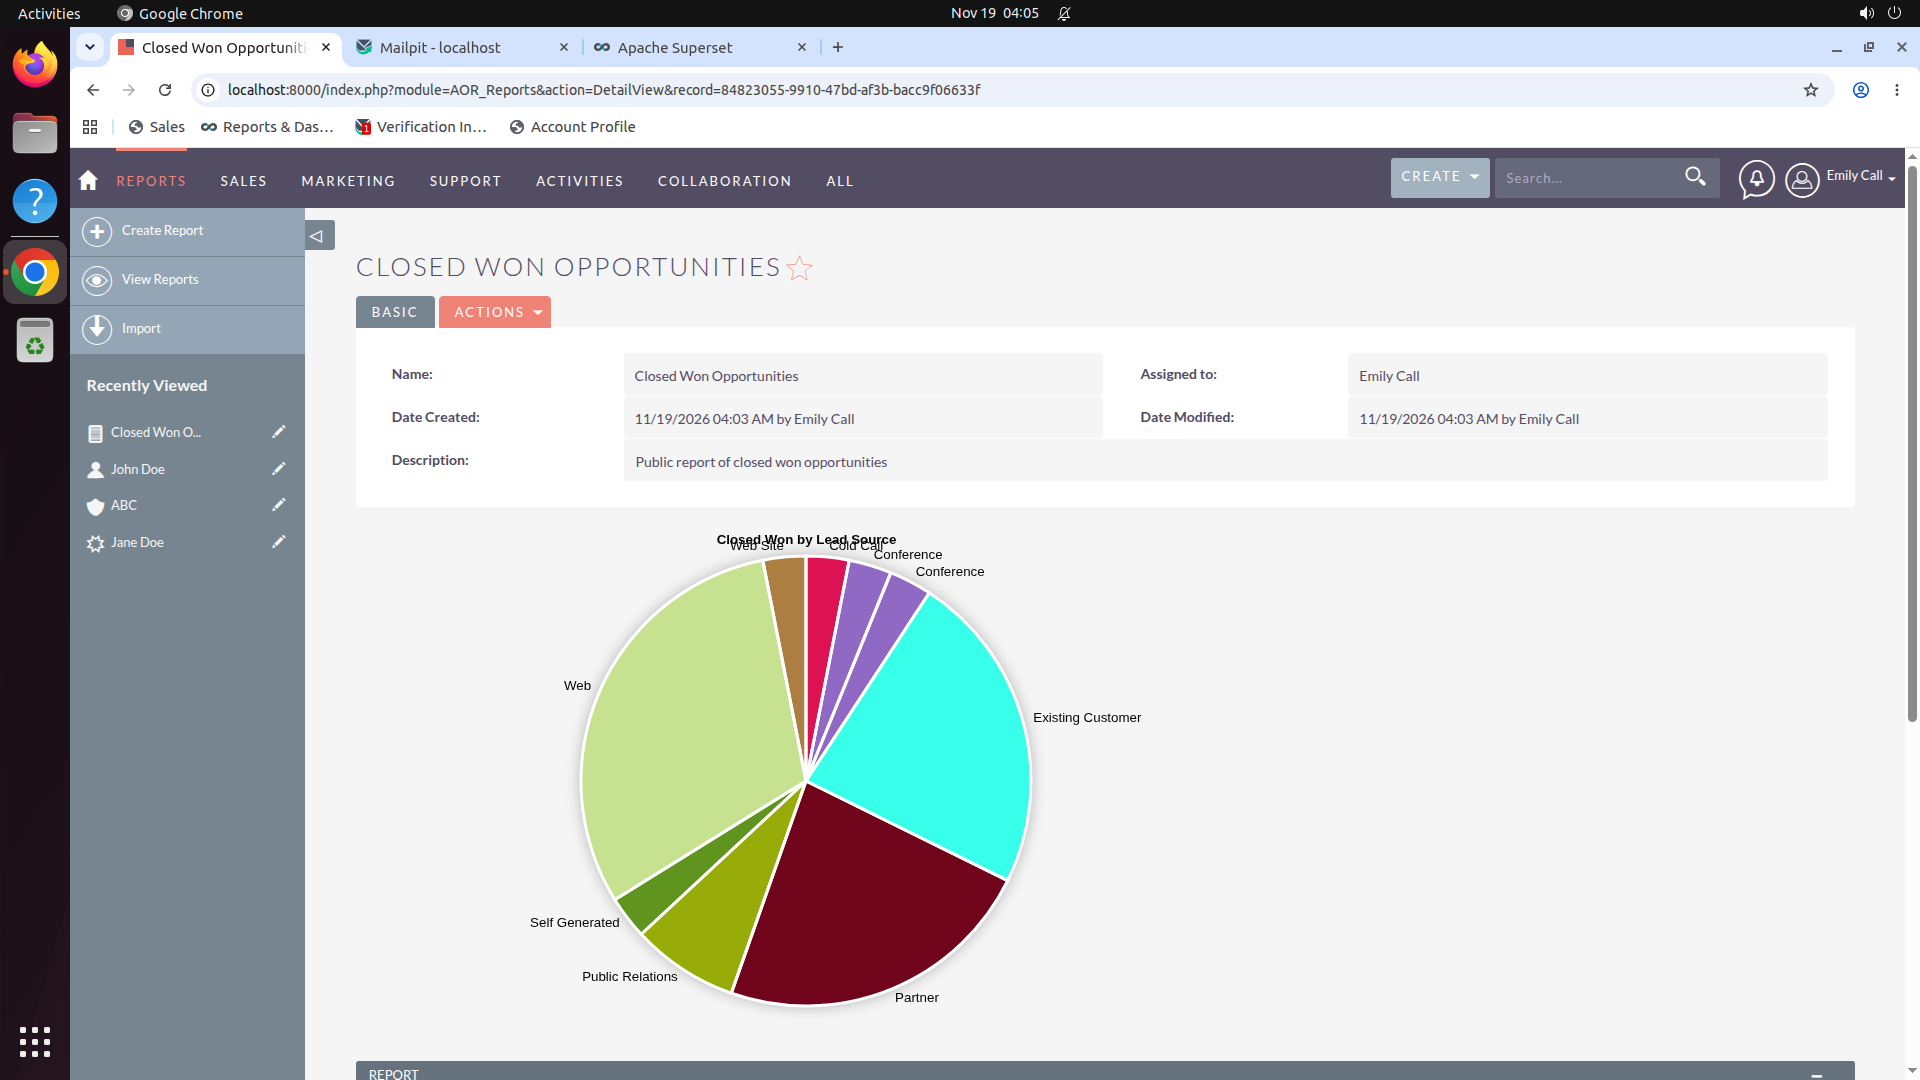 Activities
Google Chrome
Nov 19 04:05
Closed Won Opportuniti
Mailpit - localhost
Apache Superset
localhost:8000/index.php?module=AOR_Reports&action=DetailView&record=84823055-9910-47bd-af3b-bacc9f06633f
Sales
Reports & Das...
Verification In...
Account Profile
REPORTS
SALES
MARKETING
SUPPORT
ACTIVITIES
COLLABORATION
ALL
CREATE
Search...
Emily Call
Create Report
View Reports
Import
Recently Viewed
Closed Won O...
John Doe
ABC
Jane Doe
CLOSED WON OPPORTUNITIES
BASIC
ACTIONS
Name:
Closed Won Opportunities
Assigned to:
Emily Call
Date Created:
11/19/2026 04:03 AM by Emily Call
Date Modified:
11/19/2026 04:03 AM by Emily Call
Description:
Public report of closed won opportunities
Closed Won by Lead Source
Web Site
Cold Call
Conference
Conference
Web
Existing Customer
Self Generated
Public Relations
Partner
REPORT